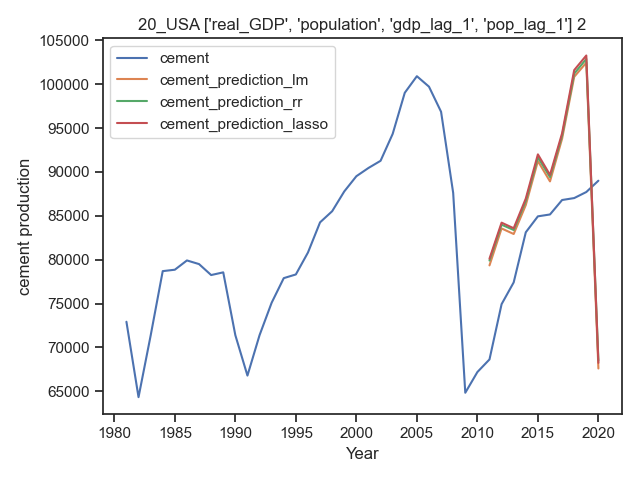 20_USA ['real_GDP', 'population', 'gdp_lag_1', 'pop_lag_1'] 2
105000
100000
95000
90000
85000
80000
75000
70000
65000
cement production
cement
cement_prediction_lm
cement_prediction_rr
cement_prediction_lasso
1980
1985
1990
1995
2000
2005
2010
2015
2020
Year